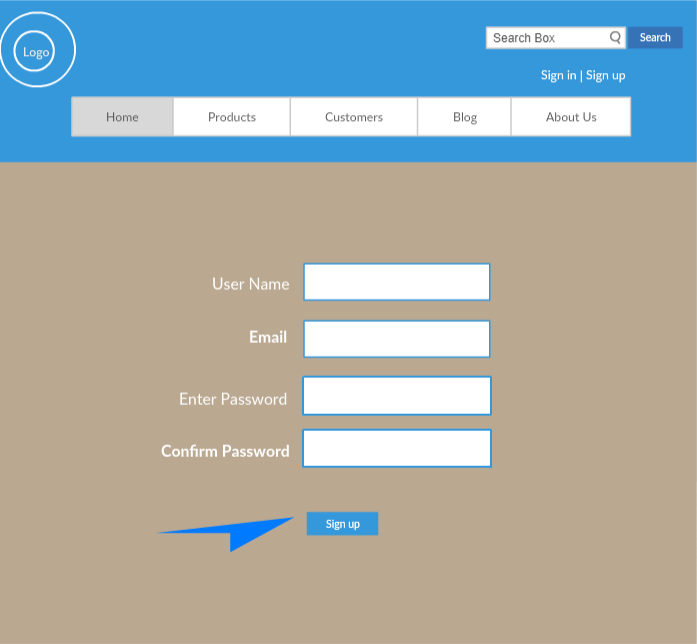 Logo
Search Box
Search
Sign in | Sign up
Home
Products
Customers
Blog
About Us
User Name
Email
Enter Password
Confirm Password
Sign up